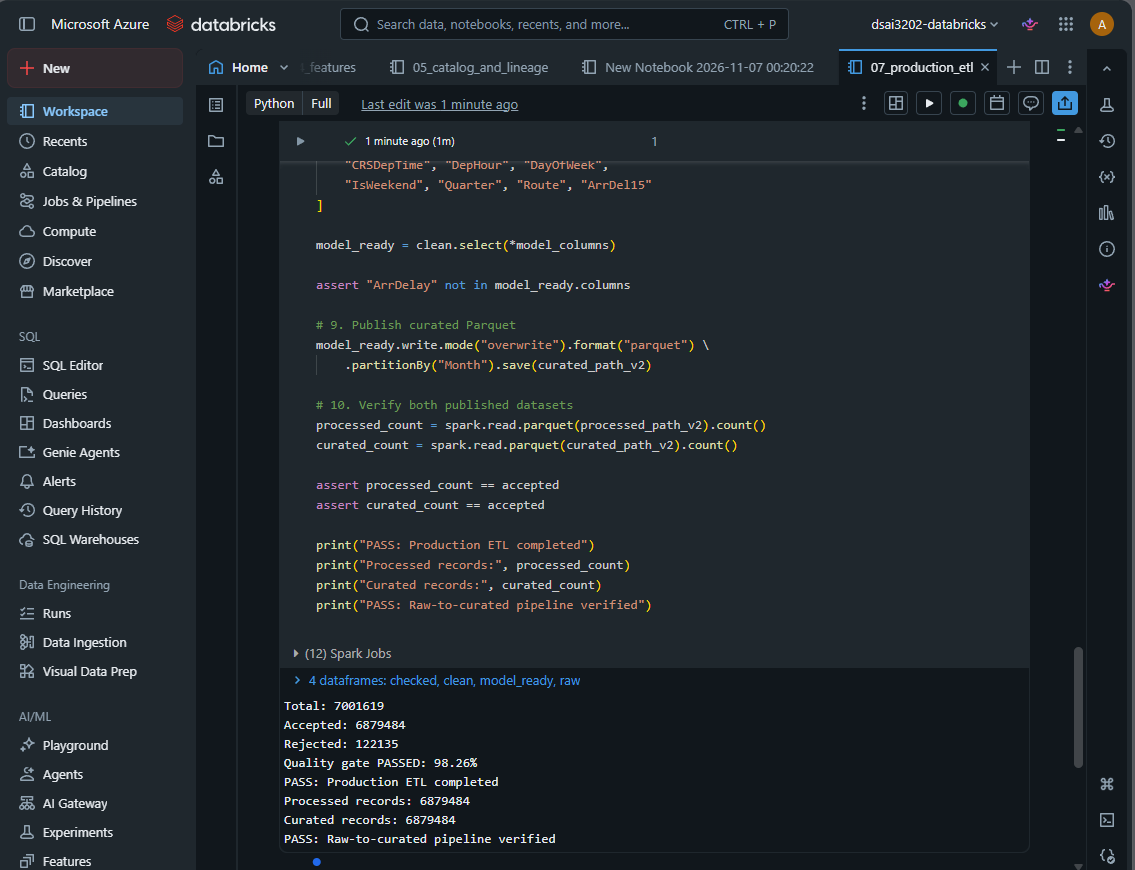 Microsoft Azure
databricks
Search data, notebooks, recents, and more...
CTRL + P
dsai3202-databricks
A
New
Workspace
Recents
Catalog
Jobs & Pipelines
Compute
Discover
Marketplace
SQL
SQL Editor
Queries
Dashboards
Genie Agents
Alerts
Query History
SQL Warehouses
Data Engineering
Runs
Data Ingestion
Visual Data Prep
AI/ML
Playground
Agents
AI Gateway
Experiments
Features
Home
_features
05_catalog_and_lineage
New Notebook 2026-11-07 00:20:22
07_production_etl
Python
Full
Last edit was 1 minute ago
1 minute ago (1m)
1
"CRSDepTime", "DepHour", "DayOfWeek",
"IsWeekend", "Quarter", "Route", "ArrDel15"
]
model_ready = clean.select(*model_columns)
assert "ArrDelay" not in model_ready.columns
# 9. Publish curated Parquet
model_ready.write.mode("overwrite").format("parquet") \
.partitionBy("Month").save(curated_path_v2)
# 10. Verify both published datasets
processed_count = spark.read.parquet(processed_path_v2).count()
curated_count = spark.read.parquet(curated_path_v2).count()
assert processed_count == accepted
assert curated_count == accepted
print("PASS: Production ETL completed")
print("Processed records:", processed_count)
print("Curated records:", curated_count)
print("PASS: Raw-to-curated pipeline verified")
(12) Spark Jobs
4 dataframes: checked, clean, model_ready, raw
Total: 7001619
Accepted: 6879484
Rejected: 122135
Quality gate PASSED: 98.26%
PASS: Production ETL completed
Processed records: 6879484
Curated records: 6879484
PASS: Raw-to-curated pipeline verified